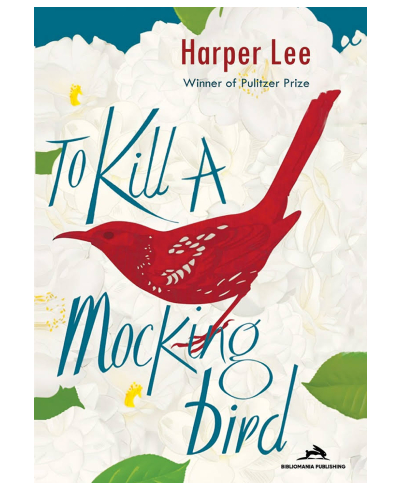 Harper Lee
Winner of Pulitzer Prize
To Kill A
Mocking
bird
BIBLIOMANIA PUBLISHING